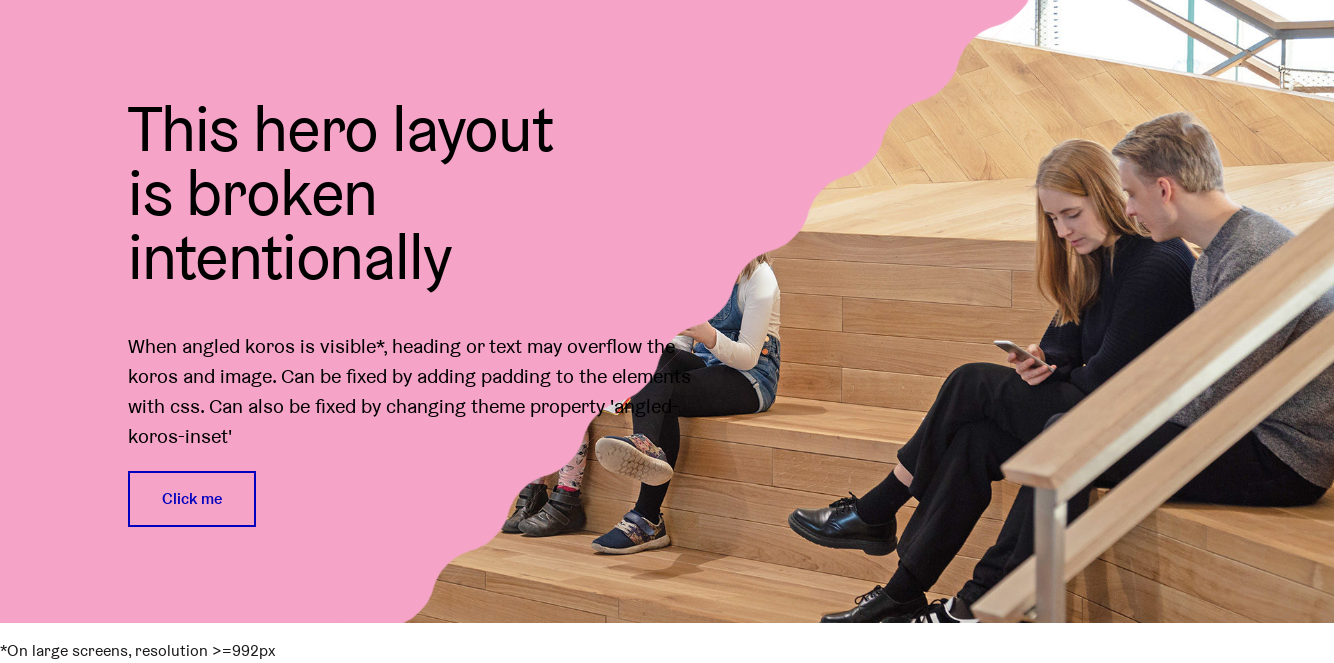 This hero layout
is broken
intentionally
When angled koros is visible*, heading or text may overflow the
koros and image. Can be fixed by adding padding to the elements
with css. Can also be fixed by changing theme property 'angled-
koros-inset'
Click me
*On large screens, resolution >=992px